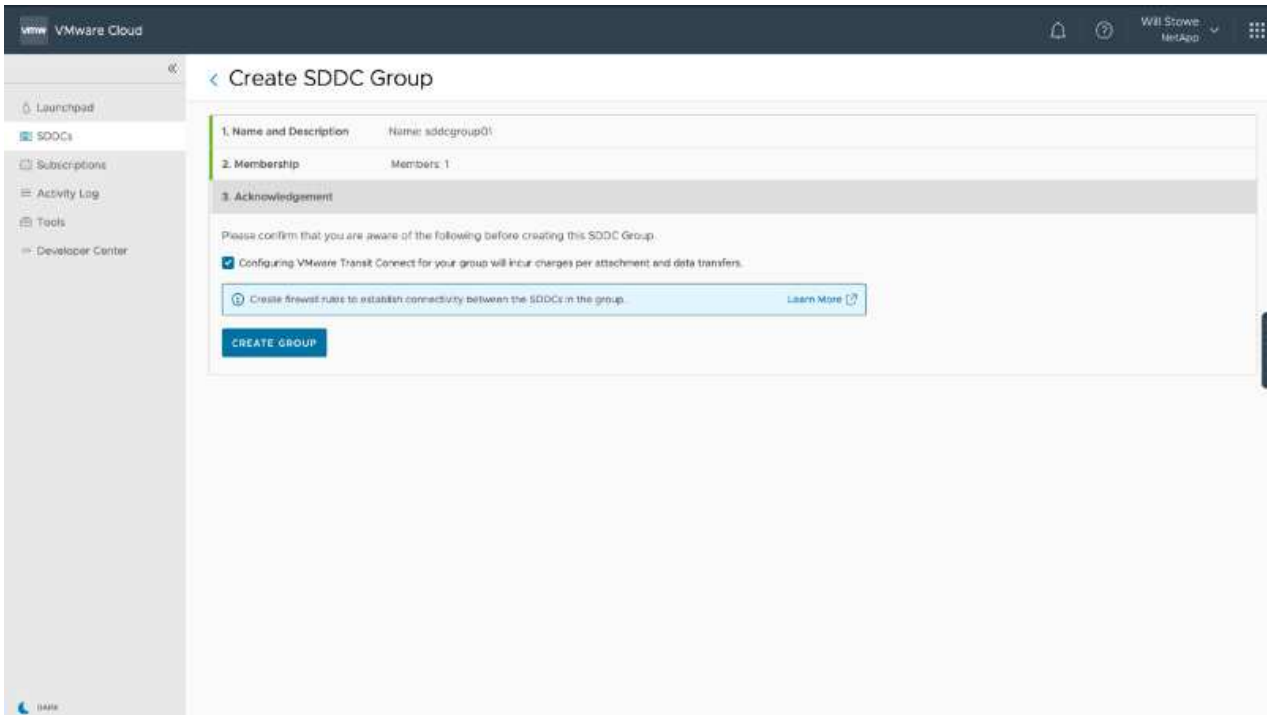 vmw VMware Cloud
Will Stowe
NetApp
Create SDDC Group
Launchpad
SDDCs
Subscriptions
Activity Log
Tools
Developer Center
1. Name and Description Name: sddcgroup01
2. Membership Members: 1
3. Acknowledgement
Please confirm that you are aware of the following before creating this SDDC Group.
Configuring VMware Transit Connect for your group will incur charges per attachment and data transfers.
Create firewall rules to establish connectivity between the SDDCs in the group. Learn More
CREATE GROUP
DARK